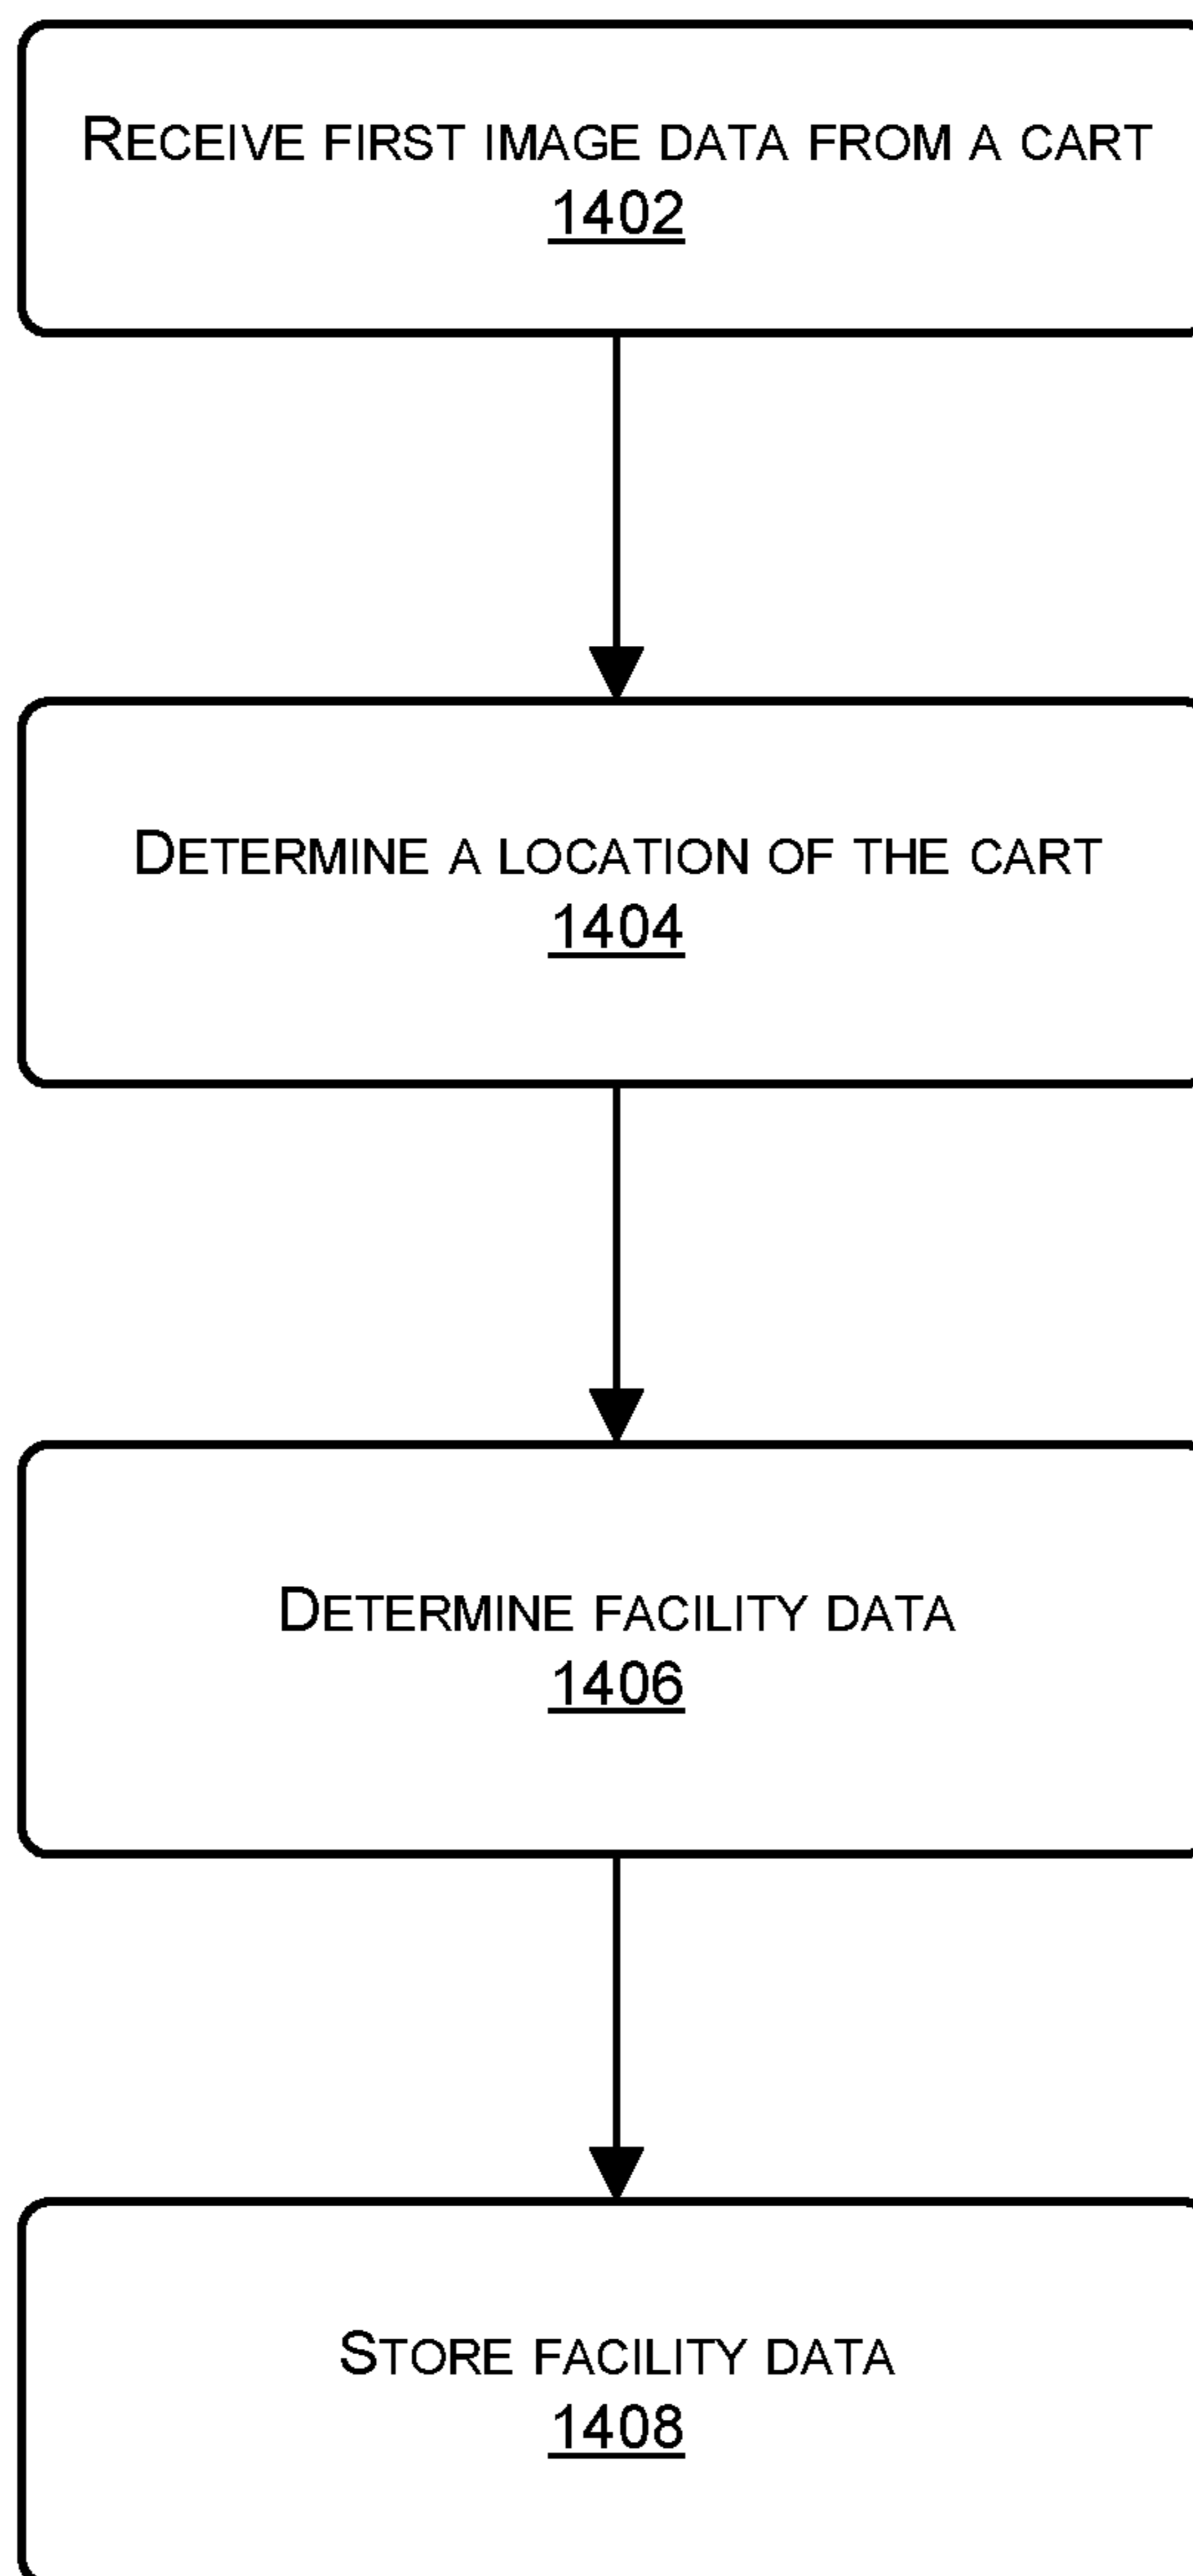 RECEIVE FIRST IMAGE DATA FROM A CART
1402
DETERMINE A LOCATION OF THE CART
1404
DETERMINE FACILITY DATA
1406
STORE FACILITY DATA
1408